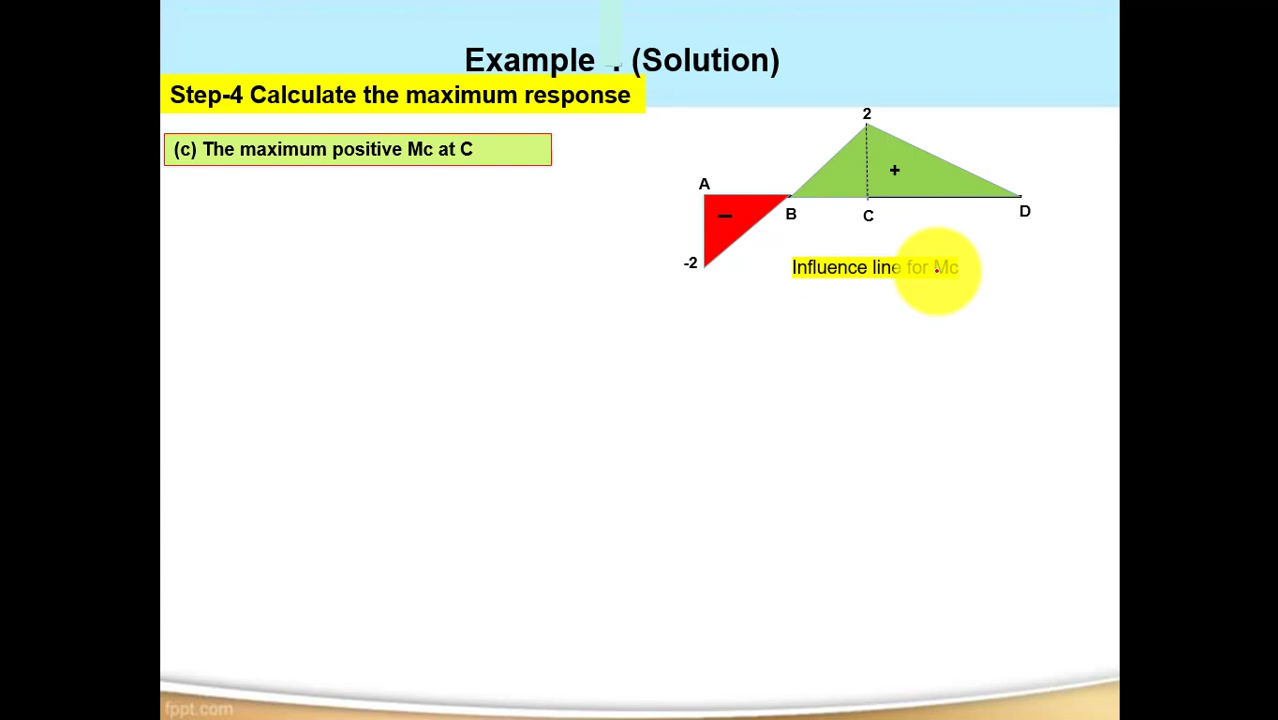 Example (Solution)
Step-4 Calculate the maximum response
(c) The maximum positive Mc at C
2
+
A
–
B
C
D
-2
Influence line for Mc
fppt.com